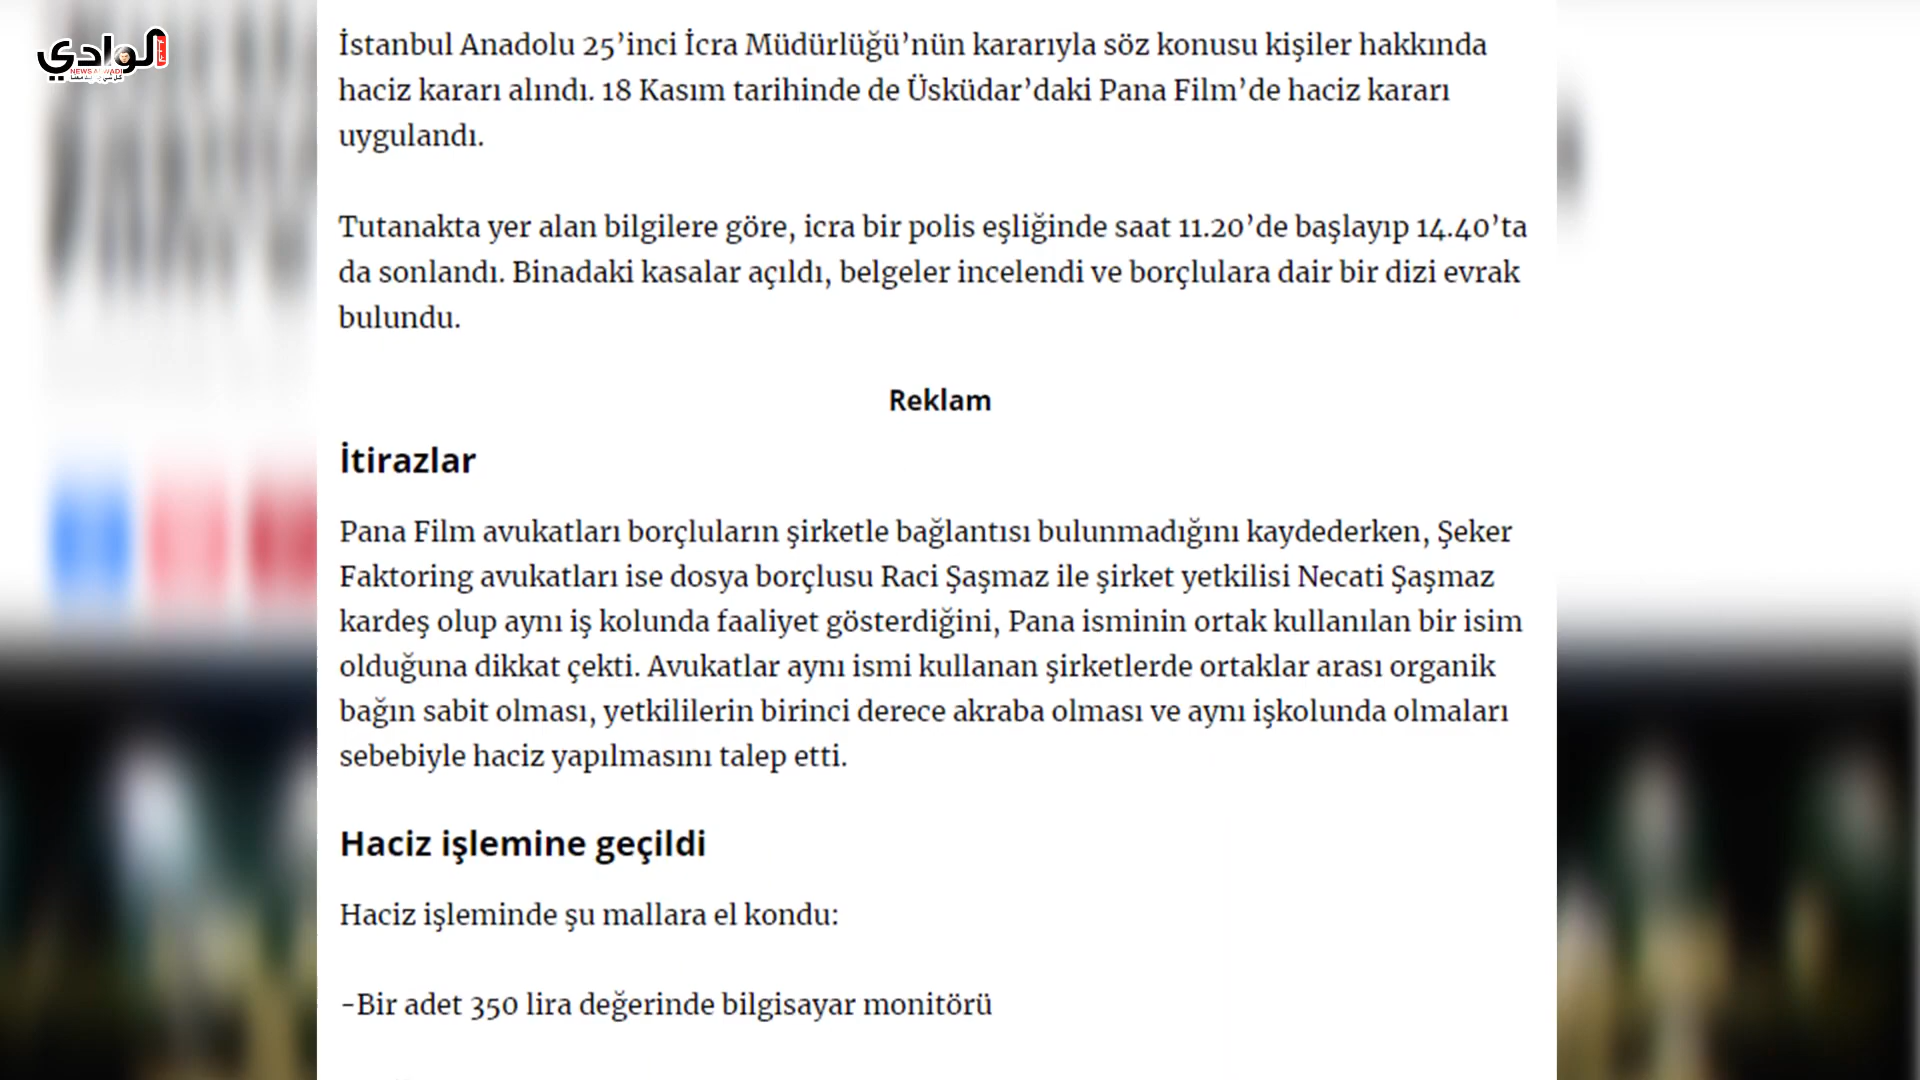 الوادي
NEWS ALWADI
İstanbul Anadolu 25’inci İcra Müdürlüğü’nün kararıyla söz konusu kişiler hakkında
haciz kararı alındı. 18 Kasım tarihinde de Üsküdar’daki Pana Film’de haciz kararı
uygulandı.
Tutanakta yer alan bilgilere göre, icra bir polis eşliğinde saat 11.20’de başlayıp 14.40’ta
da sonlandı. Binadaki kasalar açıldı, belgeler incelendi ve borçlulara dair bir dizi evrak
bulundu.
Reklam
İtirazlar
Pana Film avukatları borçluların şirketle bağlantısı bulunmadığını kaydederken, Şeker
Faktoring avukatları ise dosya borçlusu Raci Şaşmaz ile şirket yetkilisi Necati Şaşmaz
kardeş olup aynı iş kolunda faaliyet gösterdiğini, Pana isminin ortak kullanılan bir isim
olduğuna dikkat çekti. Avukatlar aynı ismi kullanan şirketlerde ortaklar arası organik
bağın sabit olması, yetkililerin birinci derece akraba olması ve aynı işkolunda olmaları
sebebiyle haciz yapılmasını talep etti.
Haciz işlemine geçildi
Haciz işleminde şu mallara el kondu:
-Bir adet 350 lira değerinde bilgisayar monitörü